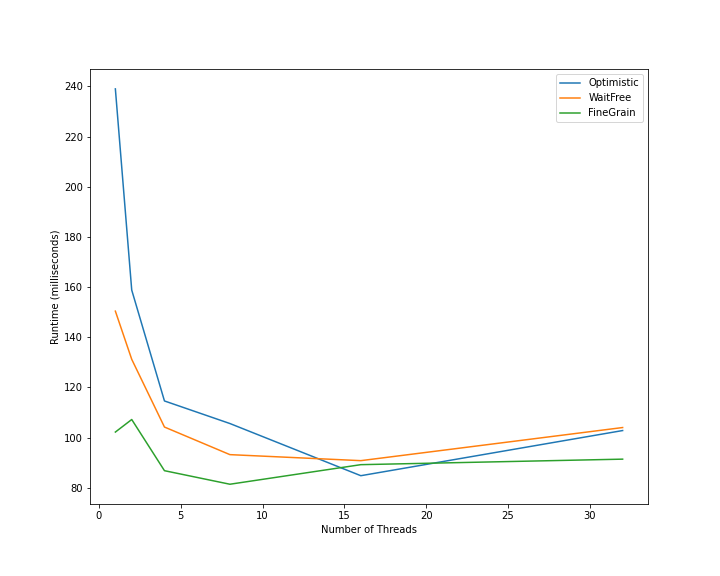 Optimistic
WaitFree
FineGrain
240
220
200
180
160
140
120
100
80
Runtime (milliseconds)
0 5 10 15 20 25 30
Number of Threads